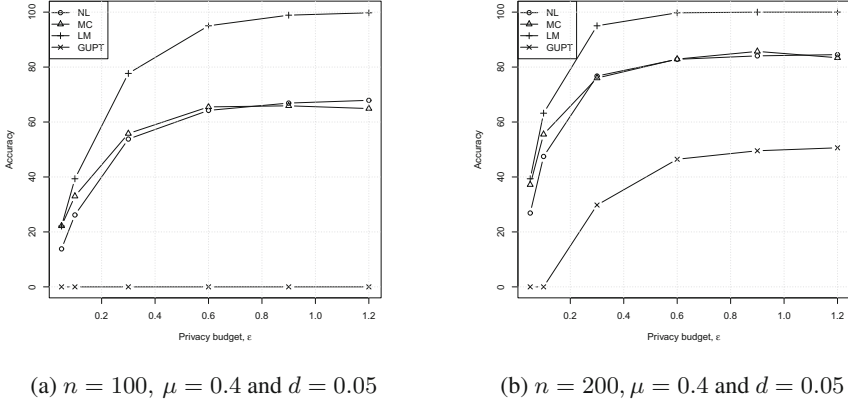 NL
MC
LM
GUPT
100
80
60
40
20
0
Accuracy
0.2 0.4 0.6 0.8 1.0 1.2
Privacy budget, ε
(a) n = 100, μ = 0.4 and d = 0.05
NL
MC
LM
GUPT
100
80
60
40
20
0
Accuracy
0.2 0.4 0.6 0.8 1.0 1.2
Privacy budget, ε
(b) n = 200, μ = 0.4 and d = 0.05